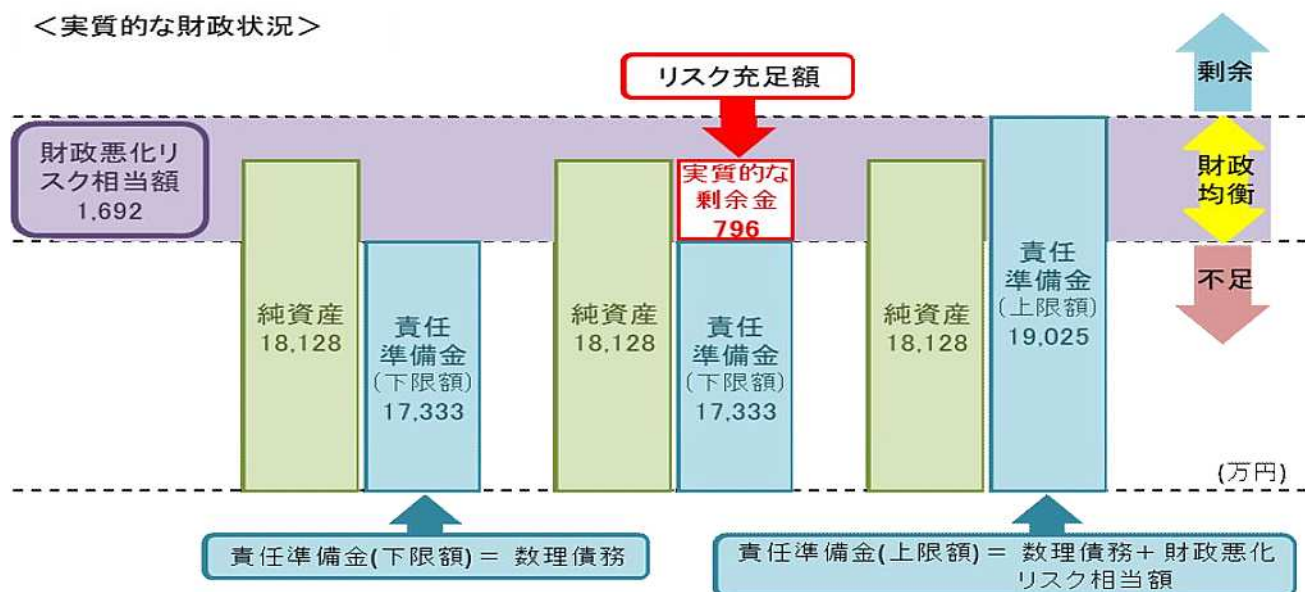 ＜実質的な財政状況＞
リスク充足額
剰余
財政悪化リ
スク相当額
1,692
実質的な
剰余金
796
財政
均衡
不足
純資産
18,128
責任
準備金
(下限額)
17,333
純資産
18,128
責任
準備金
(下限額)
17,333
純資産
18,128
責任
準備金
(上限額)
19,025
(万円)
責任準備金(下限額)＝ 数理債務
責任準備金(上限額)＝ 数理債務＋財政悪化
リスク相当額